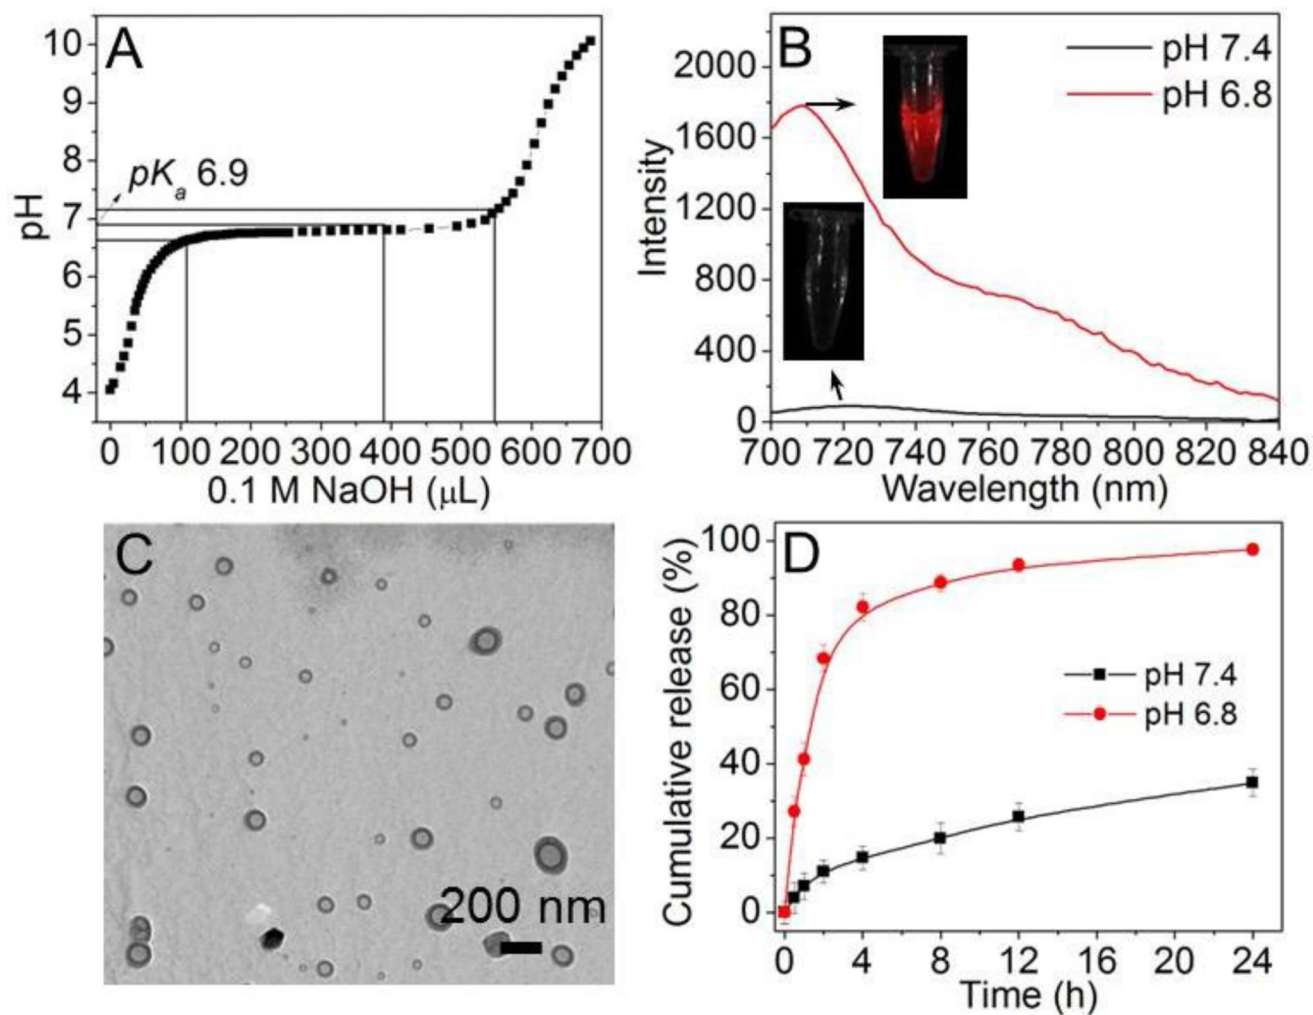 A
10
9
8
7
6
5
4
pH
pKa 6.9
0 100 200 300 400 500 600 700
0.1 M NaOH (μL)
B
pH 7.4
pH 6.8
2000
1600
1200
800
400
0
Intensity
700 720 740 760 780 800 820 840
Wavelength (nm)
C
200 nm
D
100
80
60
40
20
0
Cumulative release (%)
pH 7.4
pH 6.8
0 4 8 12 16 20 24
Time (h)